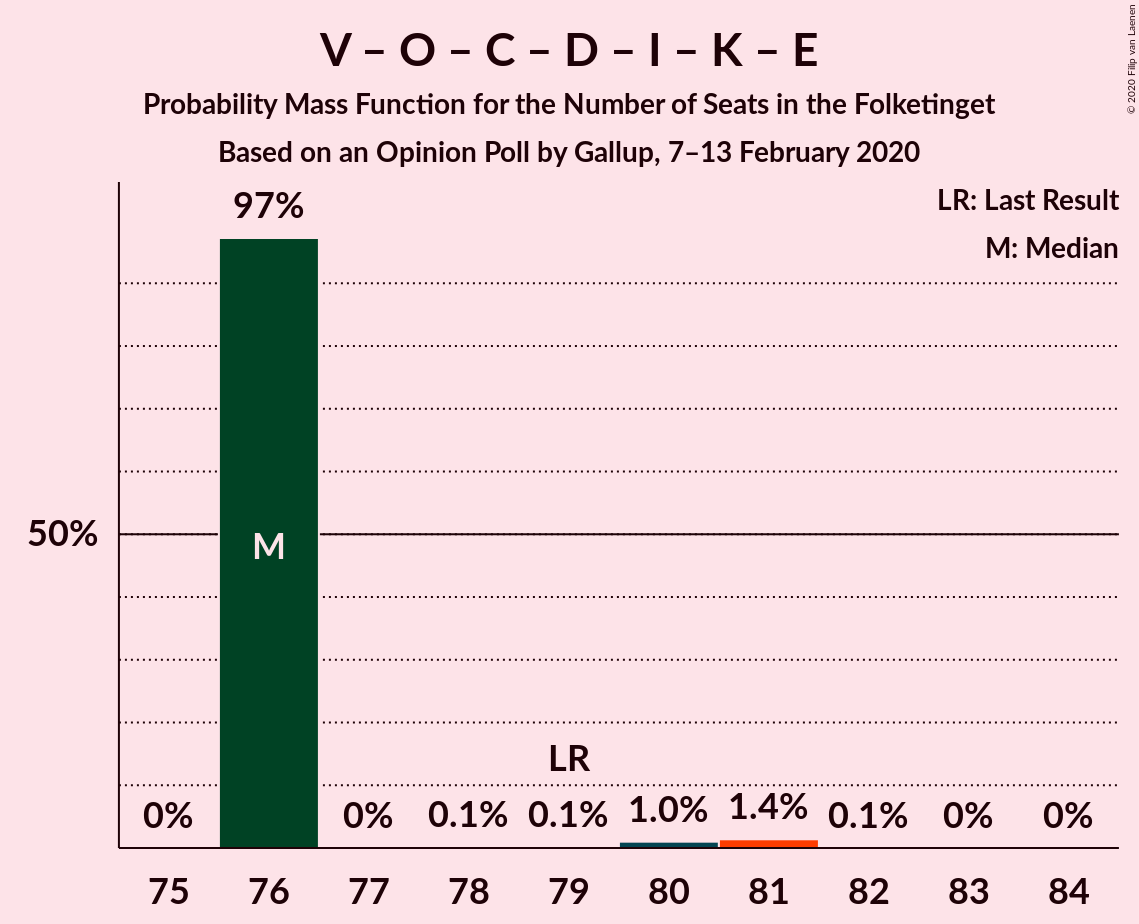 V – O – C – D – I – K – E
Probability Mass Function for the Number of Seats in the Folketinget
Based on an Opinion Poll by Gallup, 7–13 February 2020
© 2020 Filip van Laenen
LR: Last Result
M: Median
97%
50%
M
LR
0% 0% 0.1% 0.1% 1.0% 1.4% 0.1% 0% 0%
75 76 77 78 79 80 81 82 83 84